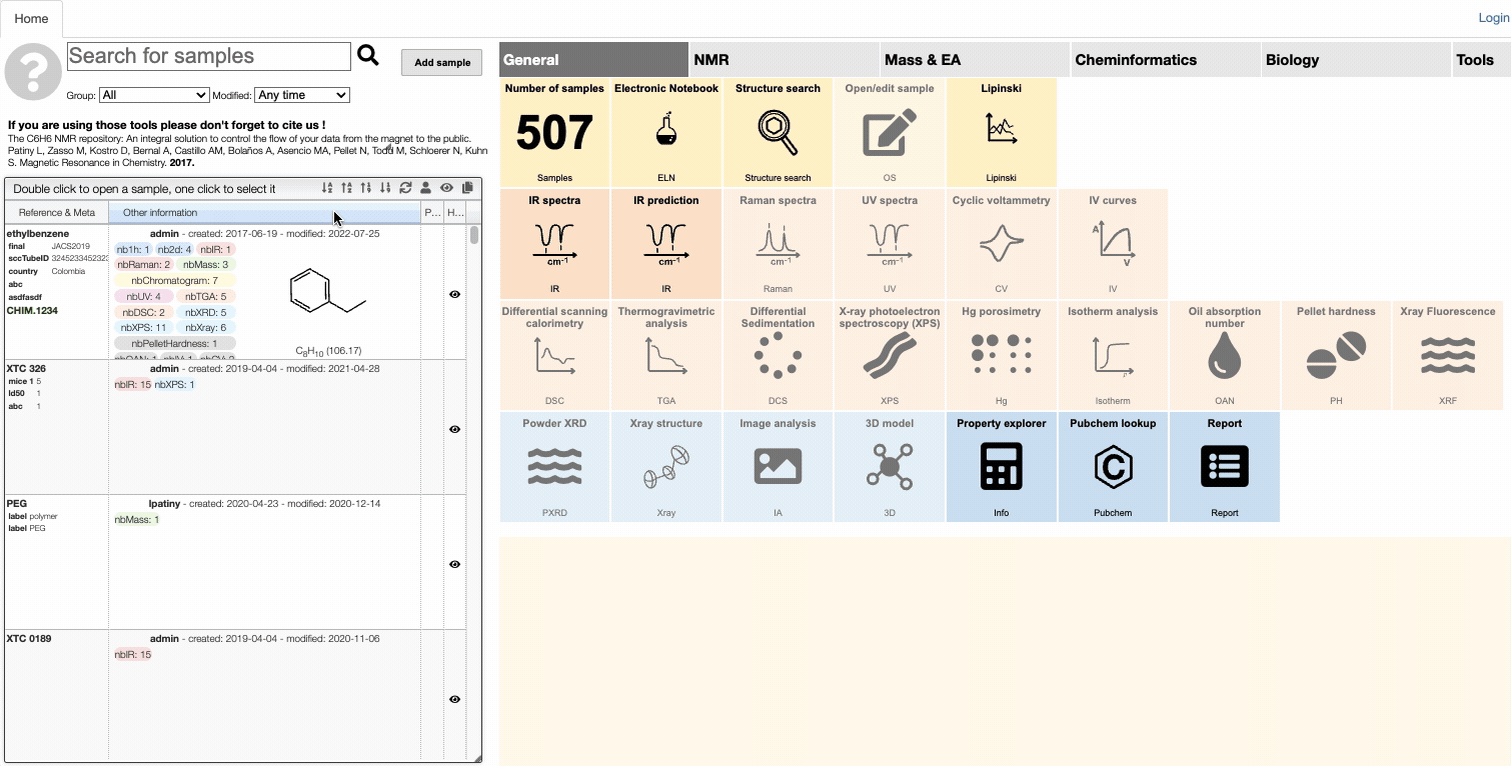 Home
Login
Search for samples
Add sample
Group: All Modified: Any time
If you are using those tools please don't forget to cite us !
The C6H6 NMR repository: An integral solution to control the flow of your data from the magnet to the public.
Patiny L, Zasso M, Kostro D, Bernal A, Castillo AM, Bolaños A, Asencio MA, Pellet N, Todd M, Schloerer N, Kuhn
S. Magnetic Resonance in Chemistry. 2017.
Double click to open a sample, one click to select it
Reference & Meta Other information P... H...
ethylbenzene
final JACS2019
sccTubeID 3245233452323
country Colombia
abc
asdfasdf
CHIM.1234
admin - created: 2017-06-19 - modified: 2022-07-25
nb1h: 1 nb2d: 4 nbIR: 1
nbRaman: 2 nbMass: 3
nbChromatogram: 7
nbUV: 4 nbTGA: 5
nbDSC: 2 nbXRD: 5
nbXPS: 11 nbXray: 6
nbPelletHardness: 1
nbOAN: 1 nbIV: 1 nbCV: 2
C8H10 (106.17)
XTC 326
mice 1 5
ld50 1
abc 1
admin - created: 2019-04-04 - modified: 2021-04-28
nbIR: 15 nbXPS: 1
PEG
label polymer
label PEG
lpatiny - created: 2020-04-23 - modified: 2020-12-14
nbMass: 1
XTC 0189
admin - created: 2019-04-04 - modified: 2020-11-06
nbIR: 15
General NMR Mass & EA Cheminformatics Biology Tools
Number of samples Electronic Notebook Structure search Open/edit sample Lipinski
507
Samples ELN Structure search OS Lipinski
IR spectra IR prediction Raman spectra UV spectra Cyclic voltammetry IV curves
cm-1 cm-1 cm-1 cm-1 A V
IR IR Raman UV CV IV
Differential scanning Thermogravimetric Differential X-ray photoelectron Hg porosimetry Isotherm analysis Oil absorption Pellet hardness Xray Fluorescence
calorimetry analysis Sedimentation spectroscopy (XPS) number
DSC TGA DCS XPS Hg Isotherm OAN PH XRF
Powder XRD Xray structure Image analysis 3D model Property explorer Pubchem lookup Report
C
PXRD Xray IA 3D Info Pubchem Report